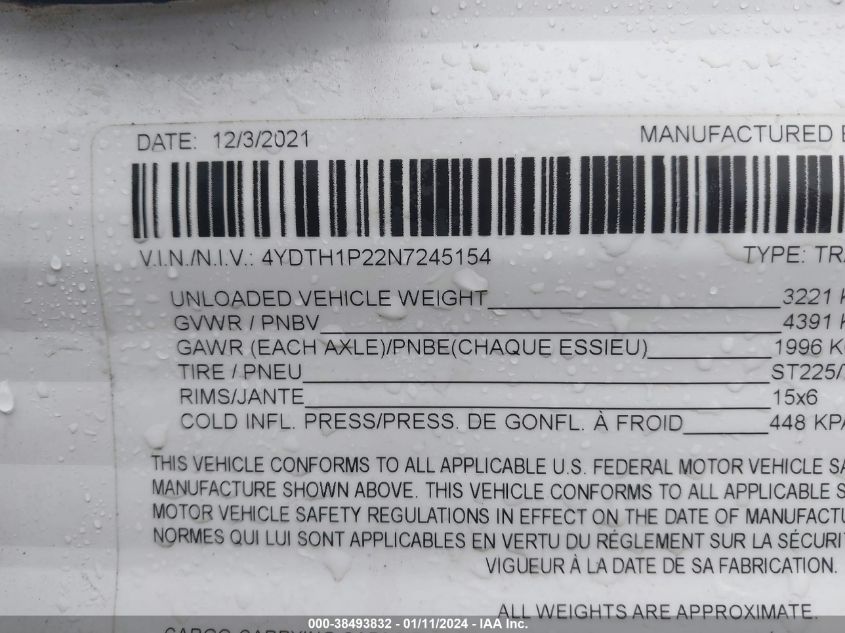 DATE: 12/3/2021 MANUFACTURED
V.I.N./N.I.V.: 4YDTH1P22N7245154 TYPE:
UNLOADED VEHICLE WEIGHT 3221
GVWR / PNBV 4391
GAWR (EACH AXLE)/PNBE(CHAQUE ESSIEU) 1996
TIRE / PNEU ST225/
RIMS/JANTE 15x6
COLD INFL. PRESS/PRESS. DE GONFL. À FROID 448 KPA
THIS VEHICLE CONFORMS TO ALL APPLICABLE U.S. FEDERAL MOTOR VEHICLE
MANUFACTURE SHOWN ABOVE. THIS VEHICLE CONFORMS TO ALL APPLICABLE
MOTOR VEHICLE SAFETY REGULATIONS IN EFFECT ON THE DATE OF
NORMES QUI LUI SONT APPLICABLES EN VERTU DU RÉGLEMENT SUR LA
VIGUEUR À LA DATE DE SA FABRICATION.
ALL WEIGHTS ARE APPROXIMATE.
000-38493832 - 01/11/2024 - IAA Inc.